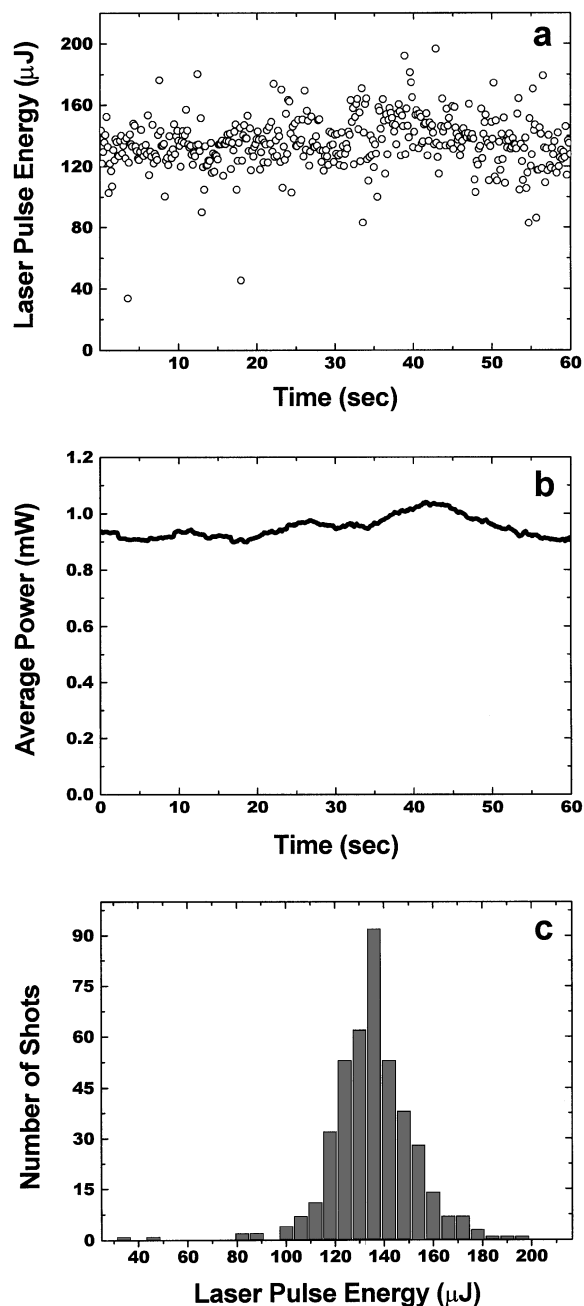 a
Laser Pulse Energy (μJ)
200
160
120
80
40
0
10 20 30 40 50 60
Time (sec)
b
Average Power (mW)
1.2
1.0
0.8
0.6
0.4
0.2
0.0
0 10 20 30 40 50 60
Time (sec)
c
Number of Shots
90
75
60
45
30
15
0
40 60 80 100 120 140 160 180 200
Laser Pulse Energy (μJ)